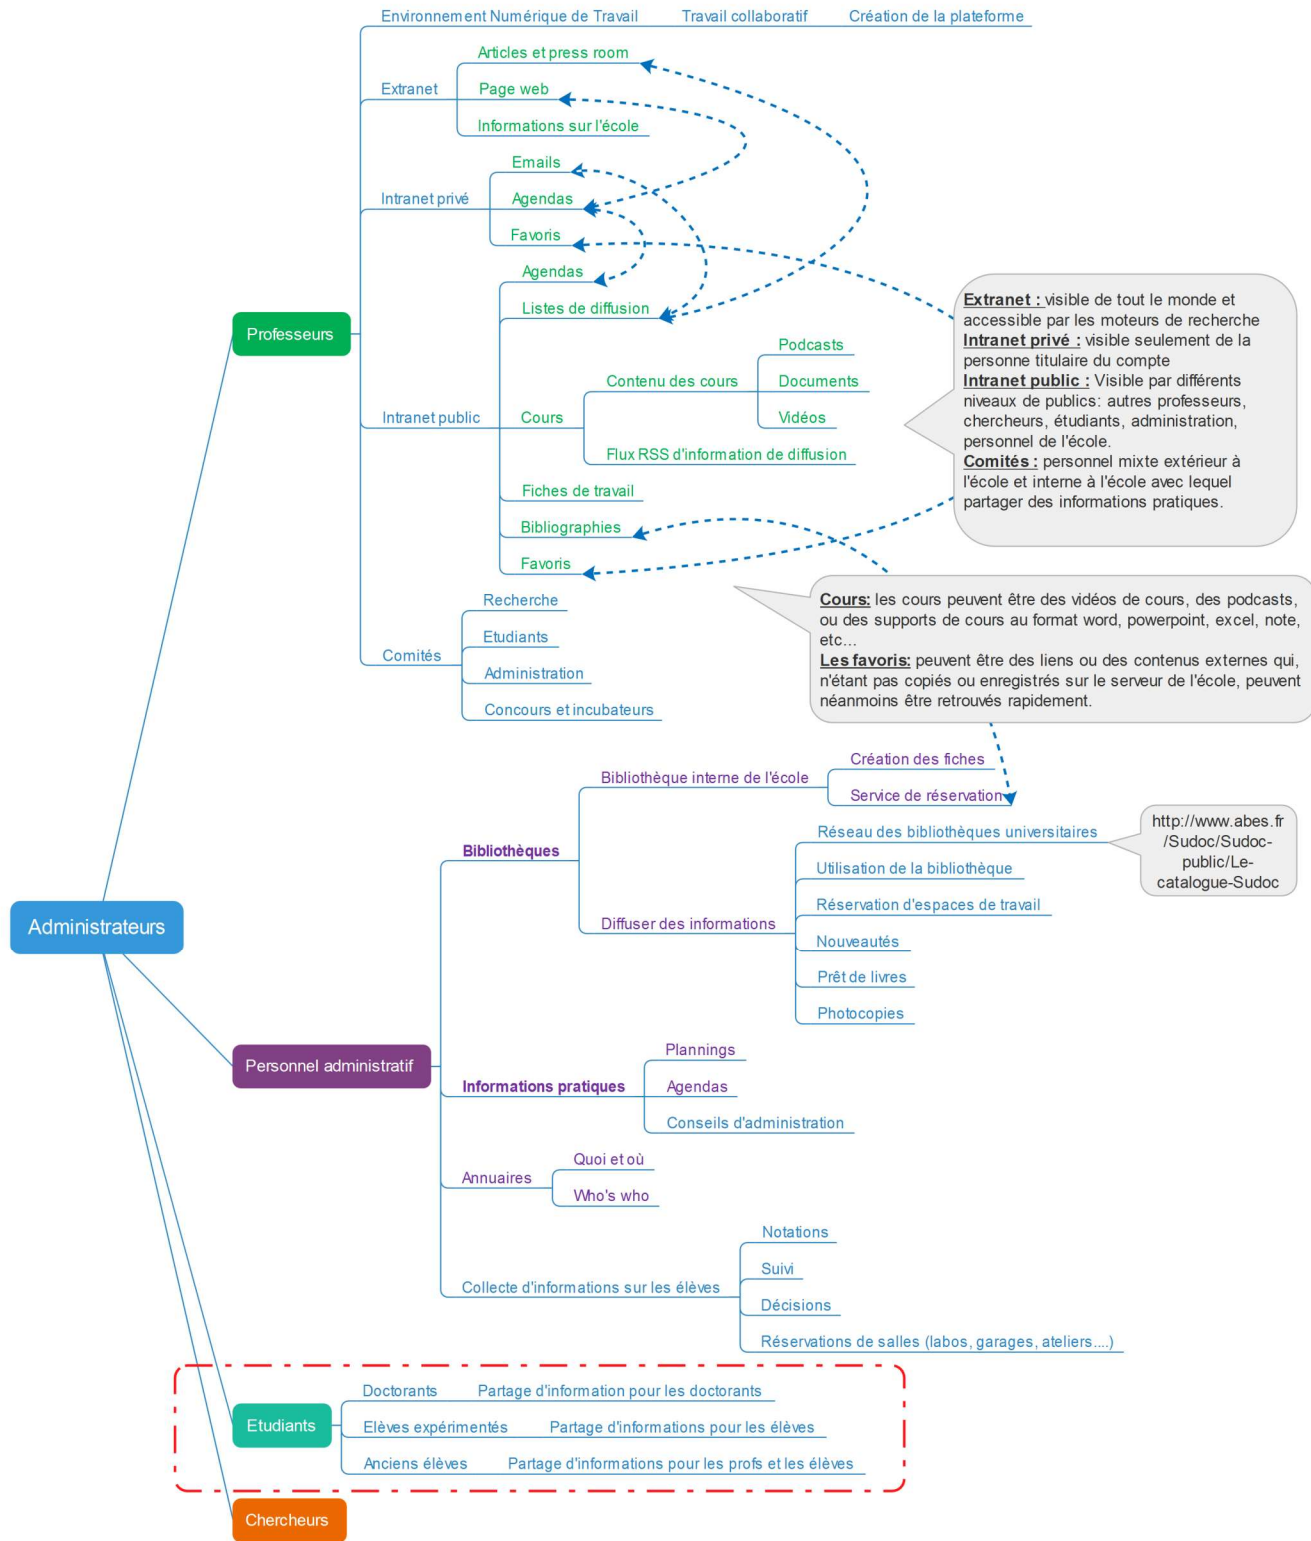 Environnement Numérique de Travail
Travail collaboratif
Création de la plateforme
Articles et press room
Extranet
Page web
Informations sur l'école
Emails
Intranet privé
Agendas
Favoris
Agendas
Listes de diffusion
Professeurs
Podcasts
Contenu des cours
Documents
Intranet public
Cours
Vidéos
Flux RSS d'information de diffusion
Fiches de travail
Bibliographies
Favoris
Extranet : visible de tout le monde et
accessible par les moteurs de recherche
Intranet privé : visible seulement de la
personne titulaire du compte
Intranet public : Visible par différents
niveaux de publics: autres professeurs,
chercheurs, étudiants, administration,
personnel de l'école.
Comités : personnel mixte extérieur à
l'école et interne à l'école avec lequel
partager des informations pratiques.
Recherche
Etudiants
Comités
Administration
Concours et incubateurs
Cours: les cours peuvent être des vidéos de cours, des podcasts,
ou des supports de cours au format word, powerpoint, excel, note,
etc...
Les favoris: peuvent être des liens ou des contenus externes qui,
n'étant pas copiés ou enregistrés sur le serveur de l'école, peuvent
néanmoins être retrouvés rapidement.
Création des fiches
Bibliothèque interne de l'école
Service de réservation
Bibliothèques
Réseau des bibliothèques universitaires
http://www.abes.fr
/Sudoc/Sudoc-
public/Le-
catalogue-Sudoc
Utilisation de la bibliothèque
Réservation d'espaces de travail
Diffuser des informations
Nouveautés
Prêt de livres
Photocopies
Administrateurs
Personnel administratif
Plannings
Informations pratiques
Agendas
Conseils d'administration
Quoi et où
Annuaires
Who's who
Notations
Suivi
Collecte d'informations sur les élèves
Décisions
Réservations de salles (labos, garages, ateliers....)
Doctorants
Partage d'information pour les doctorants
Etudiants
Elèves expérimentés
Partage d'informations pour les élèves
Anciens élèves
Partage d'informations pour les profs et les élèves
Chercheurs